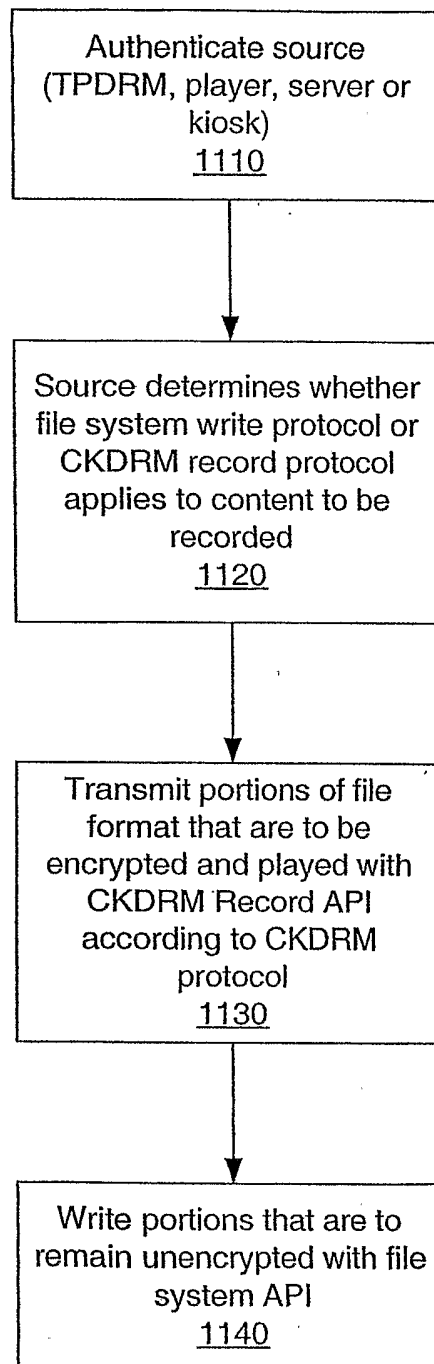 Authenticate source
(TPDRM, player, server or
kiosk)
1110
Source determines whether
file system write protocol or
CKDRM record protocol
applies to content to be
recorded
1120
Transmit portions of file
format that are to be
encrypted and played with
CKDRM Record API
according to CKDRM
protocol
1130
Write portions that are to
remain unencrypted with file
system API
1140